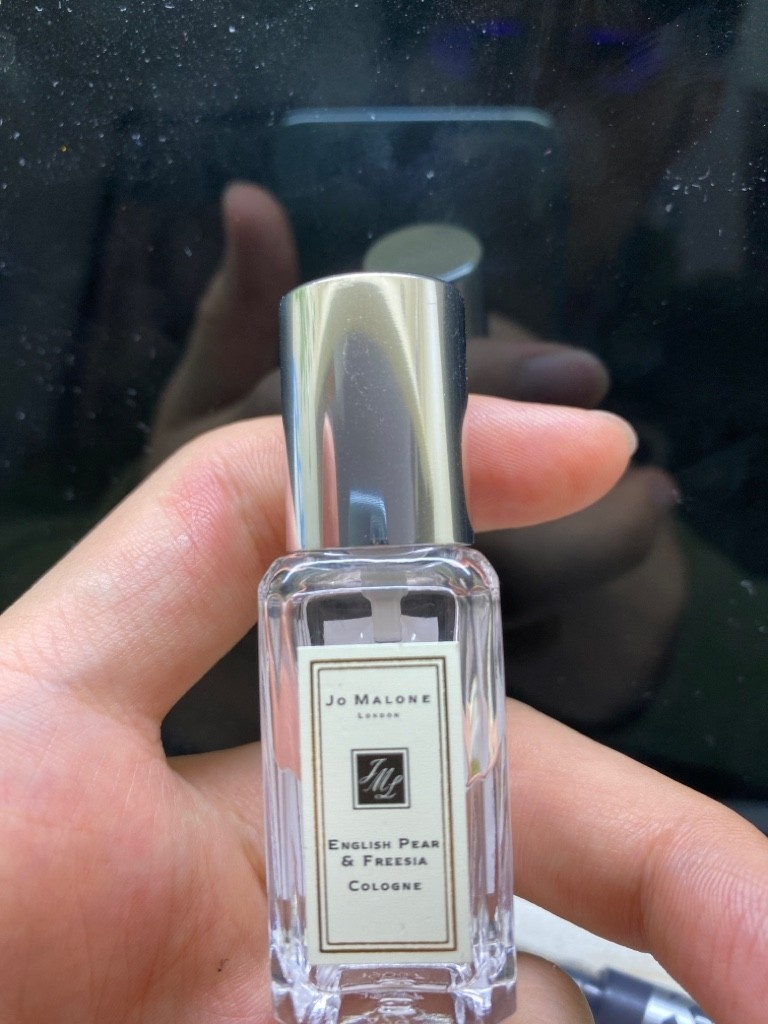 Jo Malone
London
JML
English Pear
& Freesia
Cologne